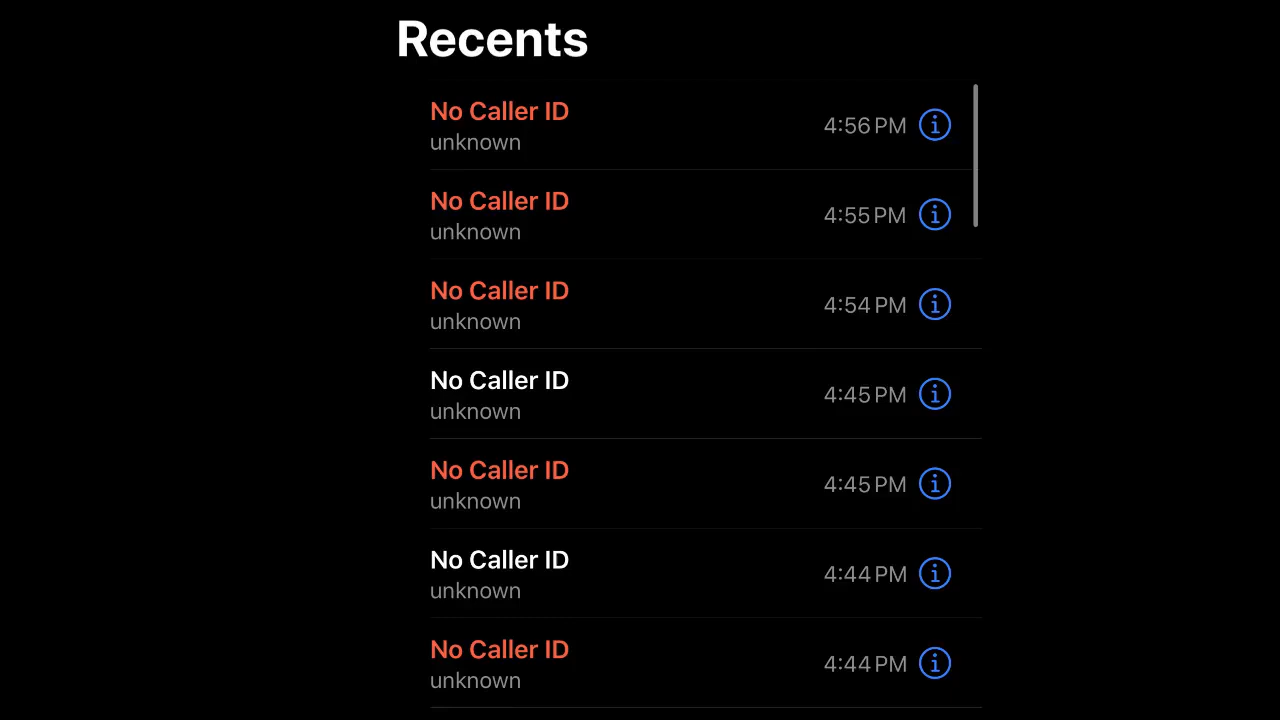 Recents
No Caller ID
unknown
4:56 PM
No Caller ID
unknown
4:55 PM
No Caller ID
unknown
4:54 PM
No Caller ID
unknown
4:45 PM
No Caller ID
unknown
4:45 PM
No Caller ID
unknown
4:44 PM
No Caller ID
unknown
4:44 PM